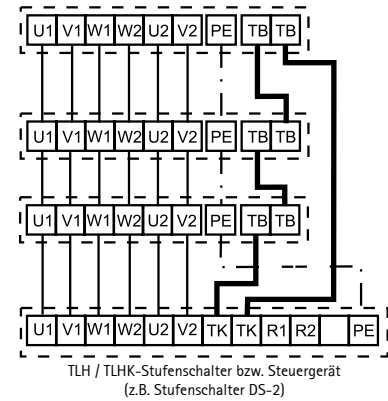 U1 V1 W1 W2 U2 V2 PE TB TB
U1 V1 W1 W2 U2 V2 PE TB TB
U1 V1 W1 W2 U2 V2 PE TB TB
U1 V1 W1 W2 U2 V2 TK TK R1 R2 PE
TLH / TLHK-Stufenschalter bzw. Steuergerät
(z.B. Stufenschalter DS-2)